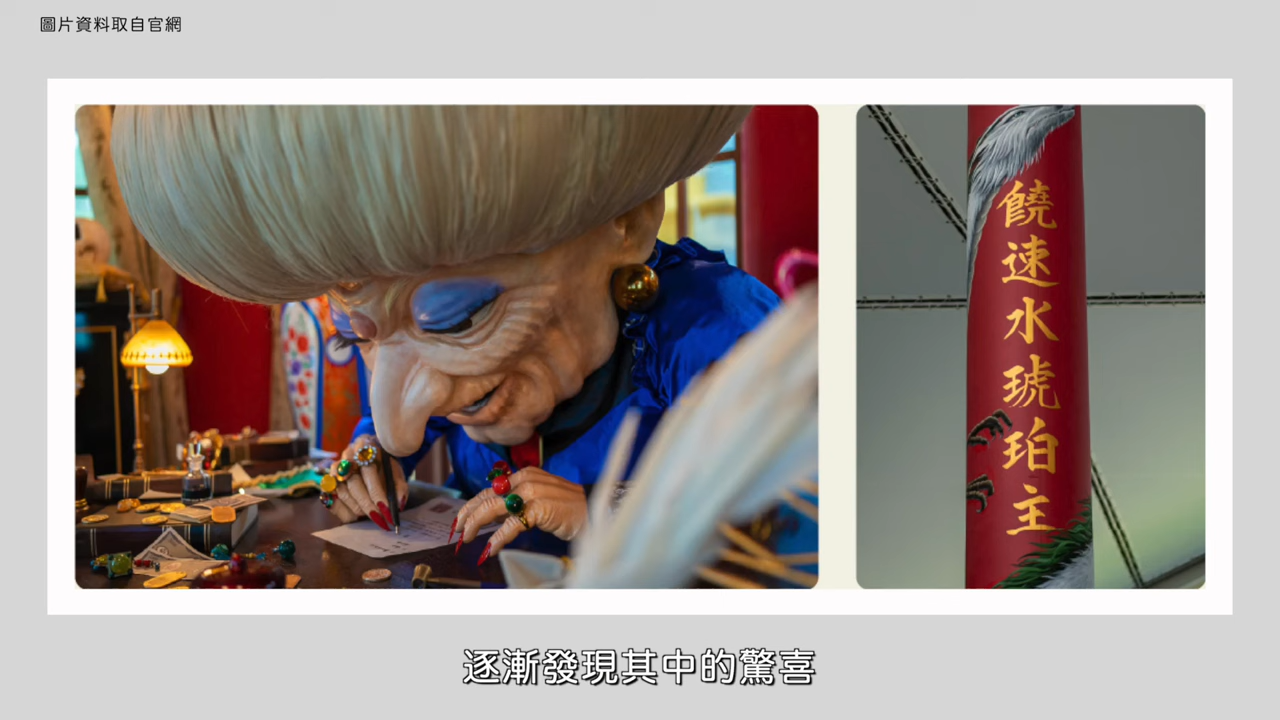 圖片資料取自官網
饒速水琥珀主
逐漸發現其中的驚喜